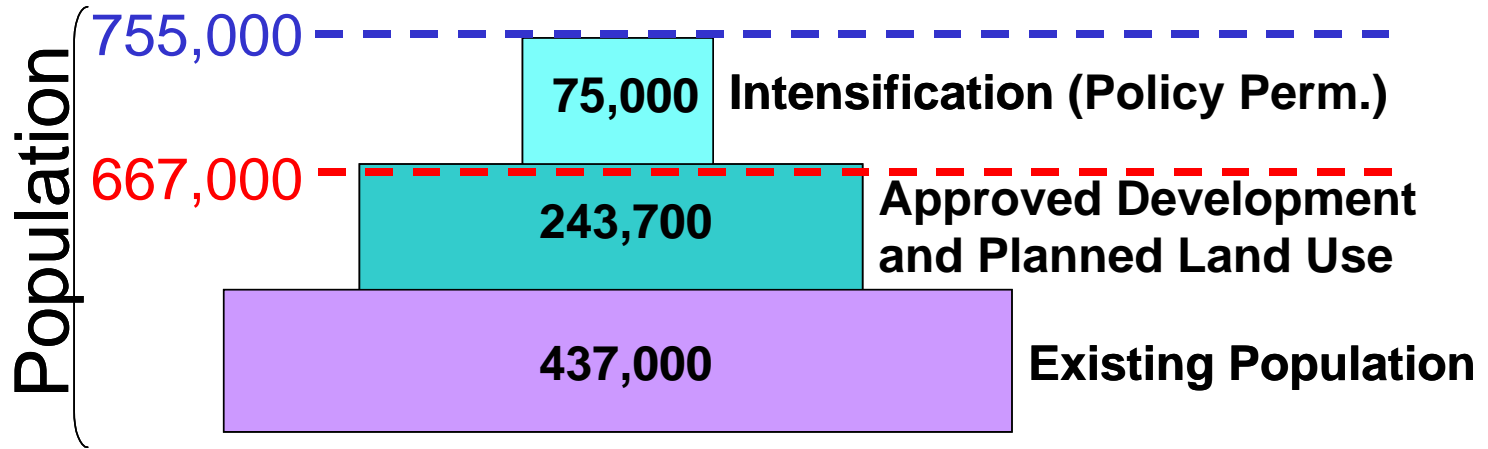 Population
755,000
75,000 Intensification (Policy Perm.)
667,000
243,700
Approved Development
and Planned Land Use
437,000
Existing Population